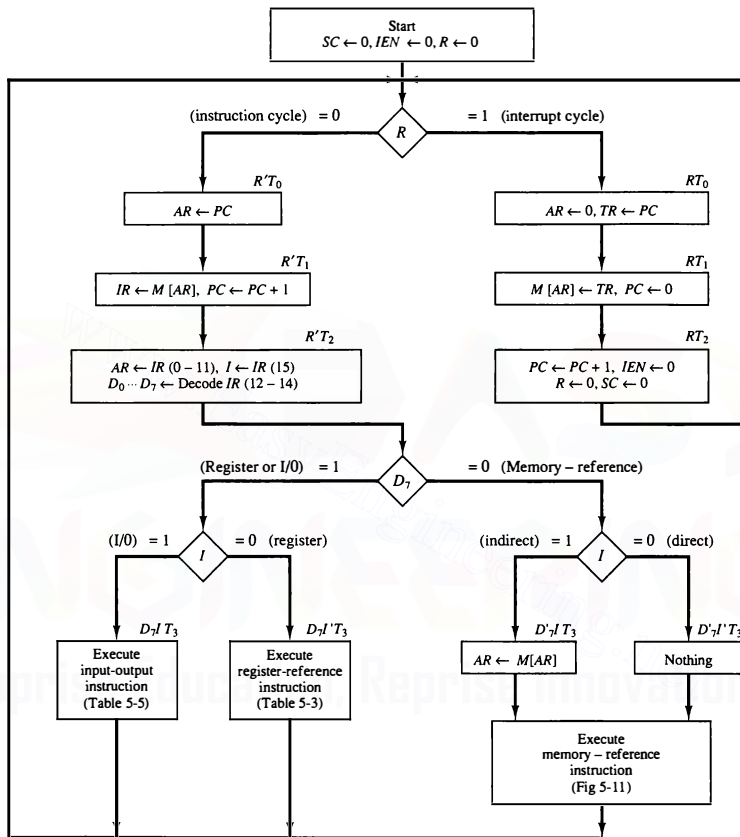 Start
SC ← 0, IEN ← 0, R ← 0
(instruction cycle) = 0
R
= 1 (interrupt cycle)
R'T₀
AR ← PC
RT₀
AR ← 0, TR ← PC
R'T₁
IR ← M [AR], PC ← PC + 1
RT₁
M [AR] ← TR, PC ← 0
R'T₂
AR ← IR (0 – 11), I ← IR (15)
D₀ ··· D₇ ← Decode IR (12 – 14)
RT₂
PC ← PC + 1, IEN ← 0
R ← 0, SC ← 0
(Register or I/0) = 1
D₇
= 0 (Memory – reference)
(I/0) = 1
I
= 0 (register)
(indirect) = 1
I
= 0 (direct)
D₇I T₃
Execute
input-output
instruction
(Table 5-5)
D₇I'T₃
Execute
register-reference
instruction
(Table 5-3)
D'₇I T₃
AR ← M[AR]
D'₇I'T₃
Nothing
Execute
memory – reference
instruction
(Fig 5-11)